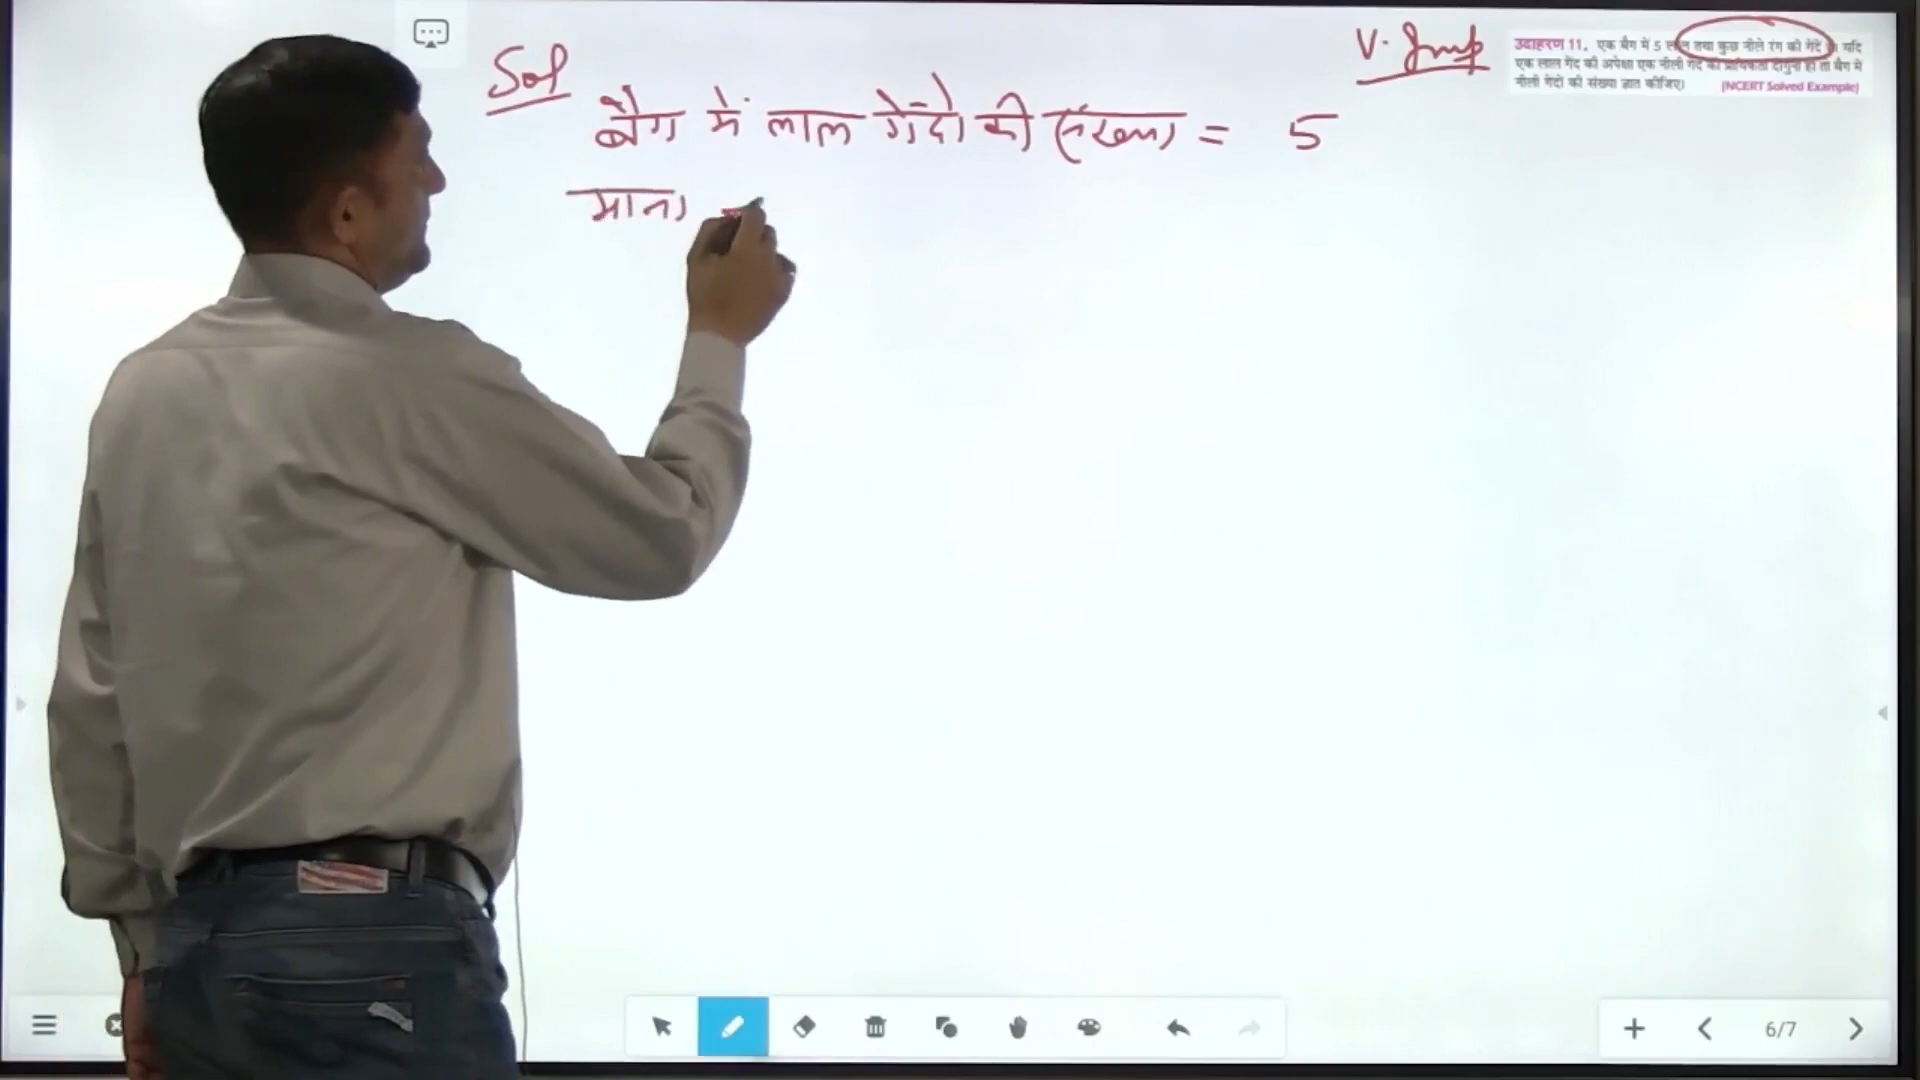 Sol
V. Imp
उदाहरण 11. एक बैग में 5 लाल तथा कुछ नीले रंग की गेंदें हैं। यदि
एक लाल गेंद की अपेक्षा एक नीली गेंद की प्रायिकता दोगुनी हो तो बैग में
नीली गेंदों की संख्या ज्ञात कीजिए।
[NCERT Solved Example]
बैग में लाल गेंदो की संख्या = 5
माना
6/7